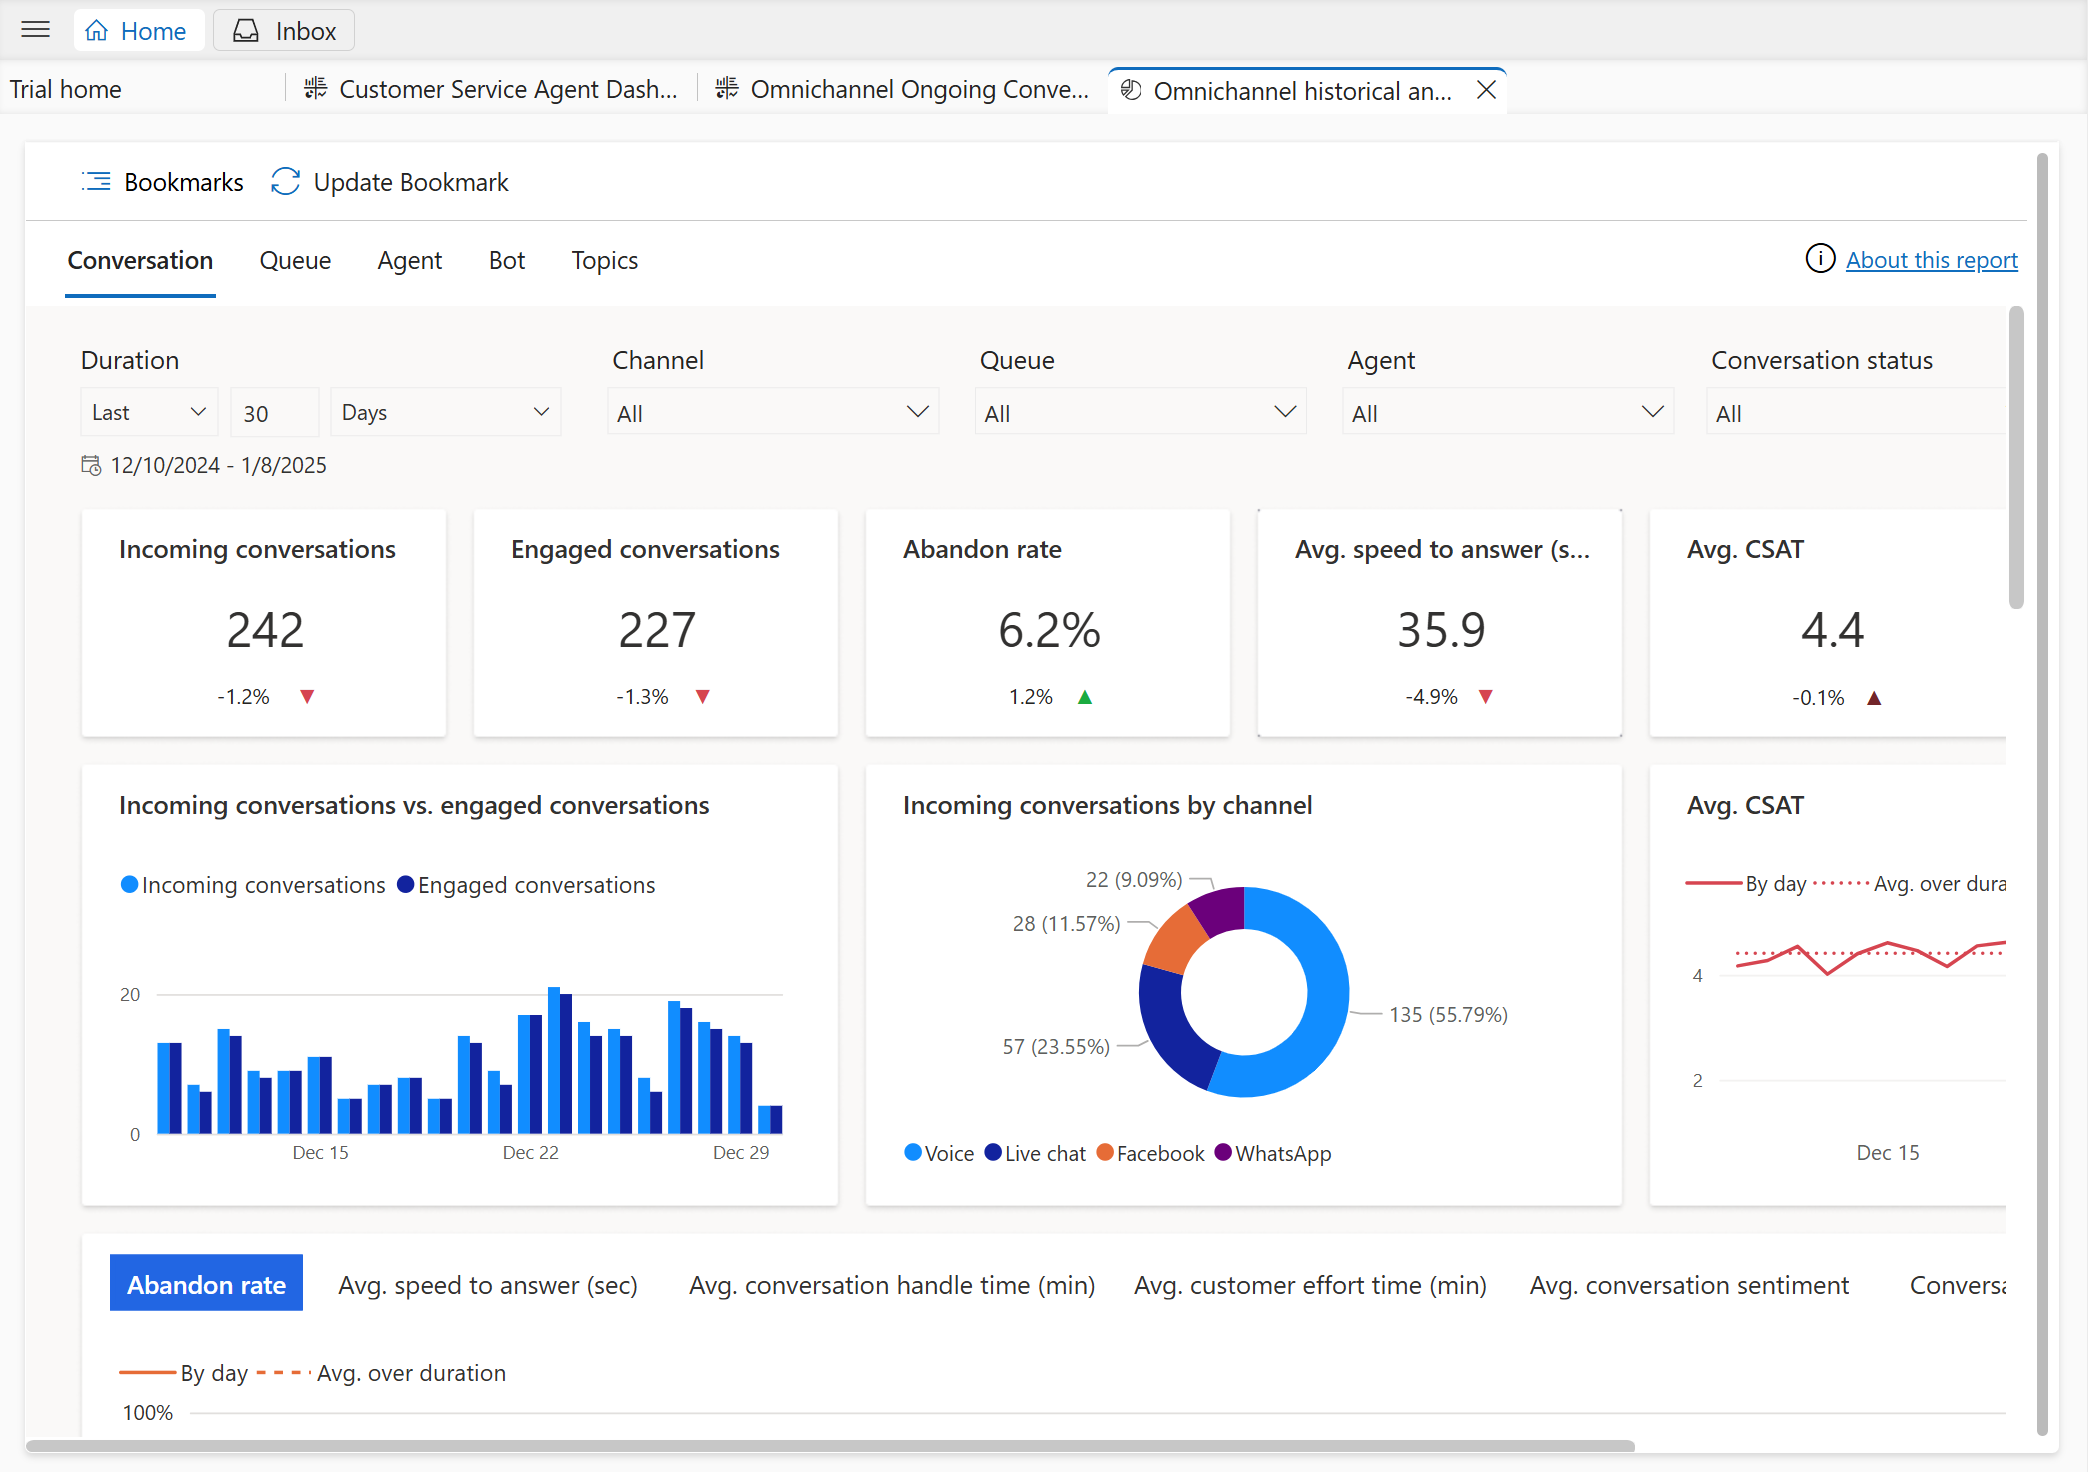 Home
Inbox
Trial home
Customer Service Agent Dash...
Omnichannel Ongoing Conve...
Omnichannel historical an...
Bookmarks
Update Bookmark
Conversation
Queue
Agent
Bot
Topics
About this report
Duration
Channel
Queue
Agent
Conversation status
Last
30
Days
All
All
All
All
12/10/2024 - 1/8/2025
Incoming conversations
242
-1.2%
Engaged conversations
227
-1.3%
Abandon rate
6.2%
1.2%
Avg. speed to answer (s...
35.9
-4.9%
Avg. CSAT
4.4
-0.1%
Incoming conversations vs. engaged conversations
Incoming conversations
Engaged conversations
20
0
Dec 15
Dec 22
Dec 29
Incoming conversations by channel
22 (9.09%)
28 (11.57%)
57 (23.55%)
135 (55.79%)
Voice
Live chat
Facebook
WhatsApp
Avg. CSAT
By day
Avg. over dura
4
2
Dec 15
Abandon rate
Avg. speed to answer (sec)
Avg. conversation handle time (min)
Avg. customer effort time (min)
Avg. conversation sentiment
Conversa
By day
Avg. over duration
100%